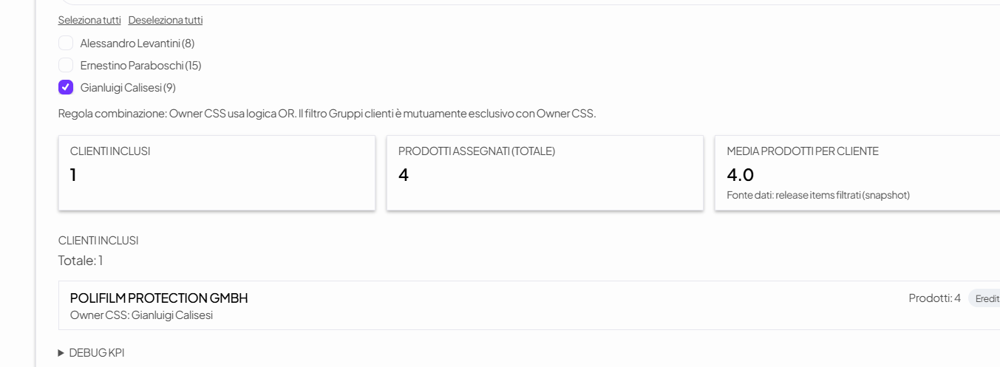 Seleziona tutti Deseleziona tutti
Alessandro Levantini (8)
Ernestino Paraboschi (15)
Gianluigi Calisesi (9)
Regola combinazione: Owner CSS usa logica OR. Il filtro Gruppi clienti è mutuamente esclusivo con Owner CSS.
CLIENTI INCLUSI
1
PRODOTTI ASSEGNATI (TOTALE)
4
MEDIA PRODOTTI PER CLIENTE
4.0
Fonte dati: release items filtrati (snapshot)
CLIENTI INCLUSI
Totale: 1
POLIFILM PROTECTION GMBH
Prodotti: 4 Eredit
Owner CSS: Gianluigi Calisesi
DEBUG KPI